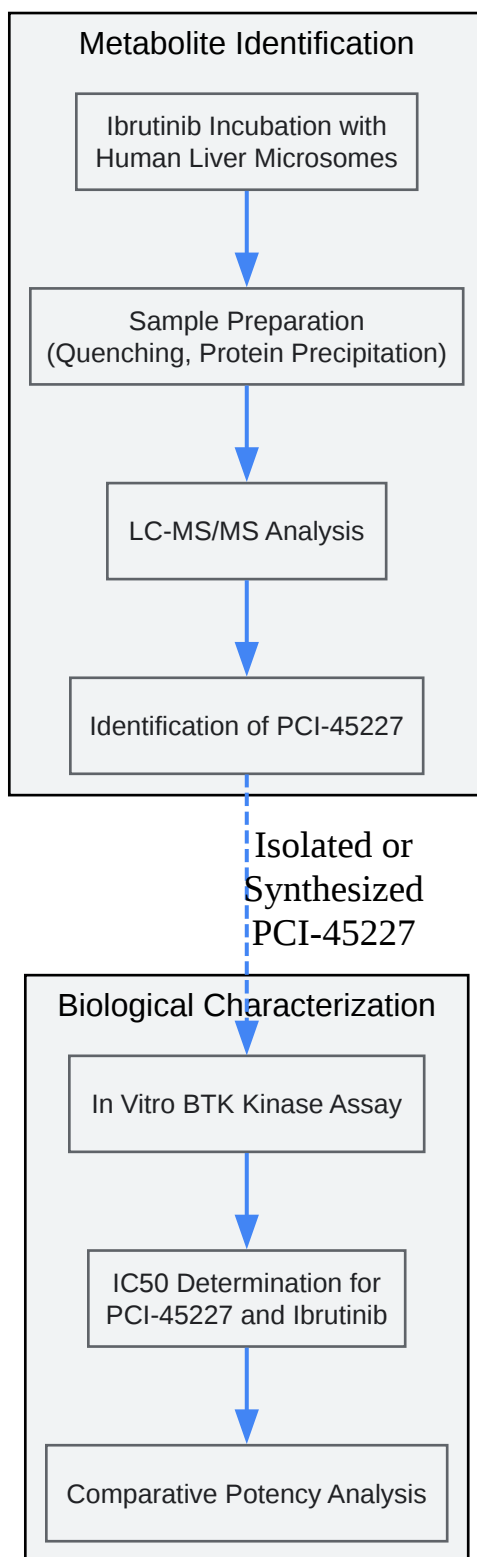 Metabolite Identification
Ibrutinib Incubation with
Human Liver Microsomes
Sample Preparation
(Quenching, Protein Precipitation)
LC-MS/MS Analysis
Identification of PCI-45227
Isolated or
Synthesized
PCI-45227
Biological Characterization
In Vitro BTK Kinase Assay
IC50 Determination for
PCI-45227 and Ibrutinib
Comparative Potency Analysis